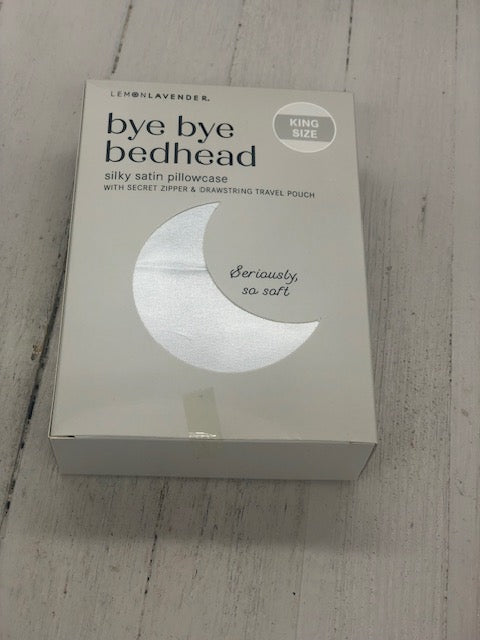 LEMONLAVENDER.
KING
SIZE
bye bye
bedhead
silky satin pillowcase
WITH SECRET ZIPPER & DRAWSTRING TRAVEL POUCH
Seriously,
so soft